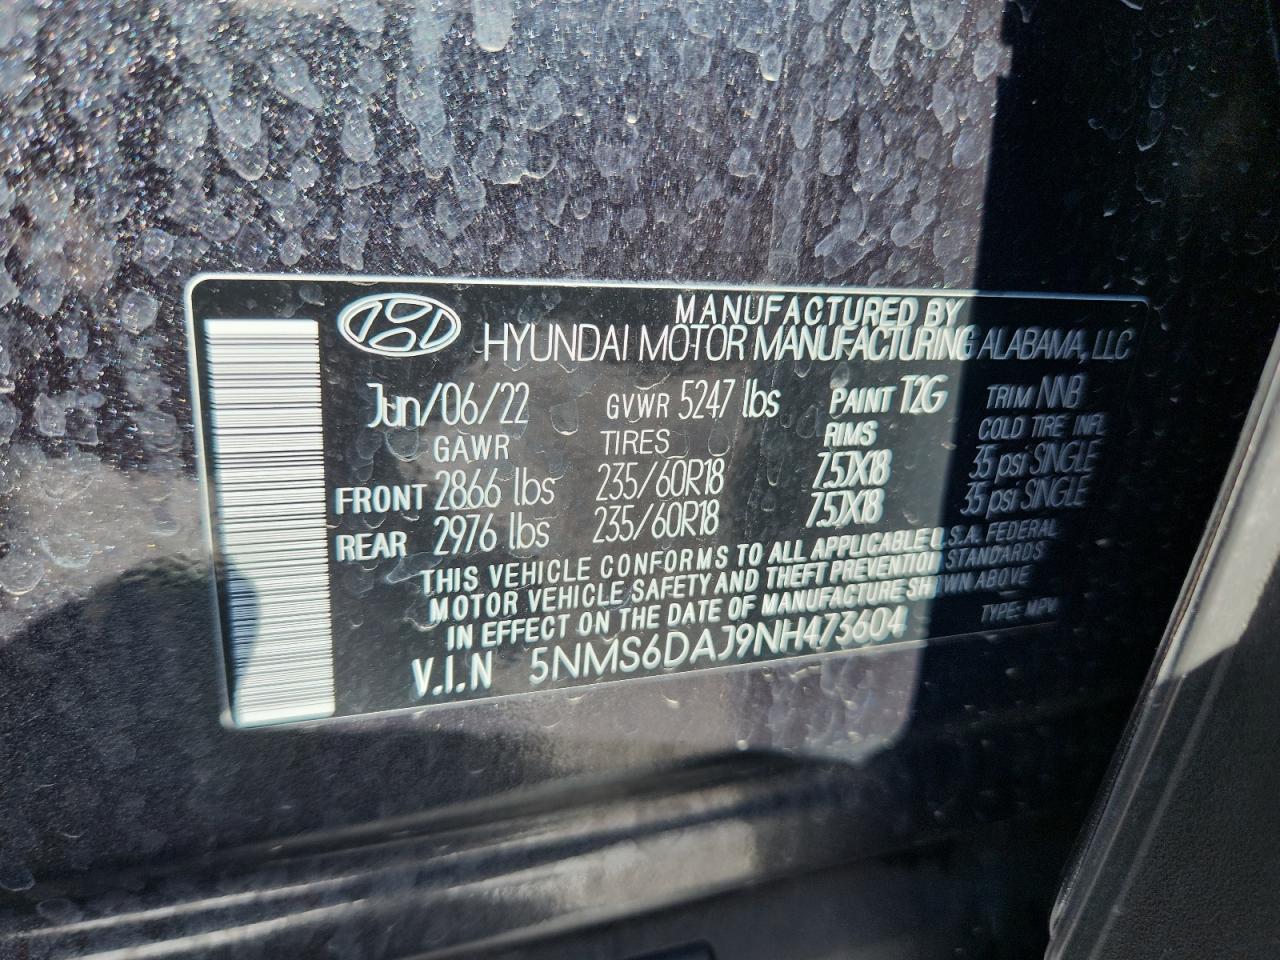 MANUFACTURED BY
HYUNDAI MOTOR MANUFACTURING ALABAMA, LLC
Jun/06/22 GVWR 5247 lbs PAINT T2G TRIM NNB
GAWR TIRES RIMS COLD TIRE INFL
FRONT 2866 lbs 235/60R18 7.5JX18 35 psi SINGLE
REAR 2976 lbs 235/60R18 7.5JX18 35 psi SINGLE
THIS VEHICLE CONFORMS TO ALL APPLICABLE U.S.A. FEDERAL
MOTOR VEHICLE SAFETY AND THEFT PREVENTION STANDARDS
IN EFFECT ON THE DATE OF MANUFACTURE SHOWN ABOVE
V.I.N 5NMS6DAJ9NH473604 TYPE: MPV